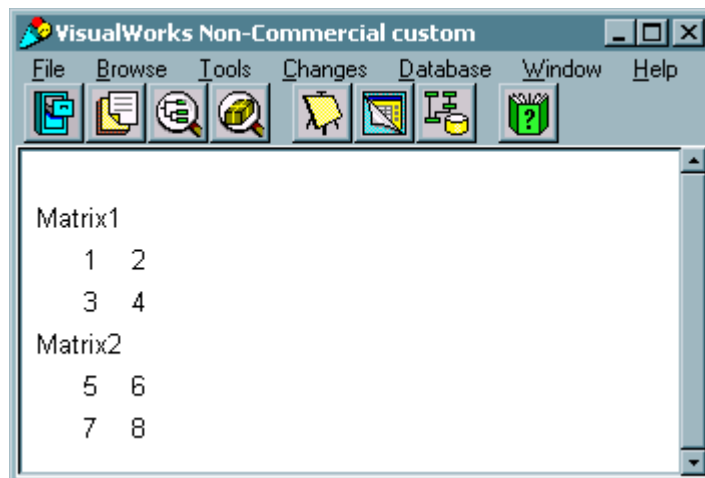 VisualWorks Non-Commercial custom
File Browse Tools Changes Database Window Help
?
Matrix1
1 2
3 4
Matrix2
5 6
7 8